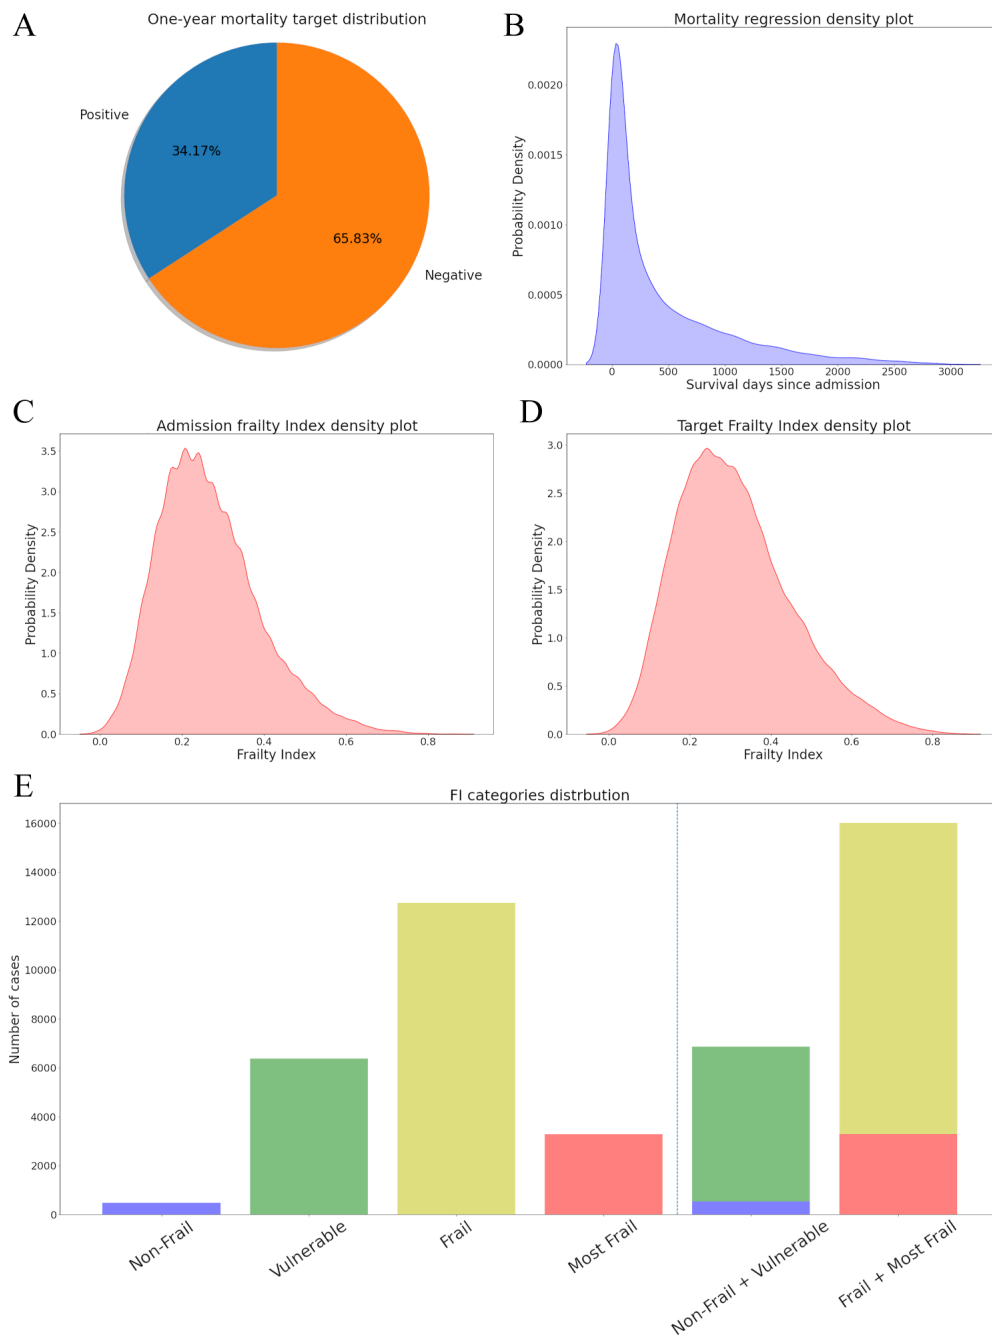 A
One-year mortality target distribution
Positive
34.17%
65.83%
Negative
B
Mortality regression density plot
Probability Density
0.0020
0.0015
0.0010
0.0005
0.0000
0 500 1000 1500 2000 2500 3000
Survival days since admission
C
Admission frailty Index density plot
Probability Density
3.5
3.0
2.5
2.0
1.5
1.0
0.5
0.0
0.0 0.2 0.4 0.6 0.8
Frailty Index
D
Target Frailty Index density plot
Probability Density
3.0
2.5
2.0
1.5
1.0
0.5
0.0
0.0 0.2 0.4 0.6 0.8
Frailty Index
E
FI categories distrbution
Number of cases
16000
14000
12000
10000
8000
6000
4000
2000
0
Non-Frail
Vulnerable
Frail
Most Frail
Non-Frail + Vulnerable
Frail + Most Frail